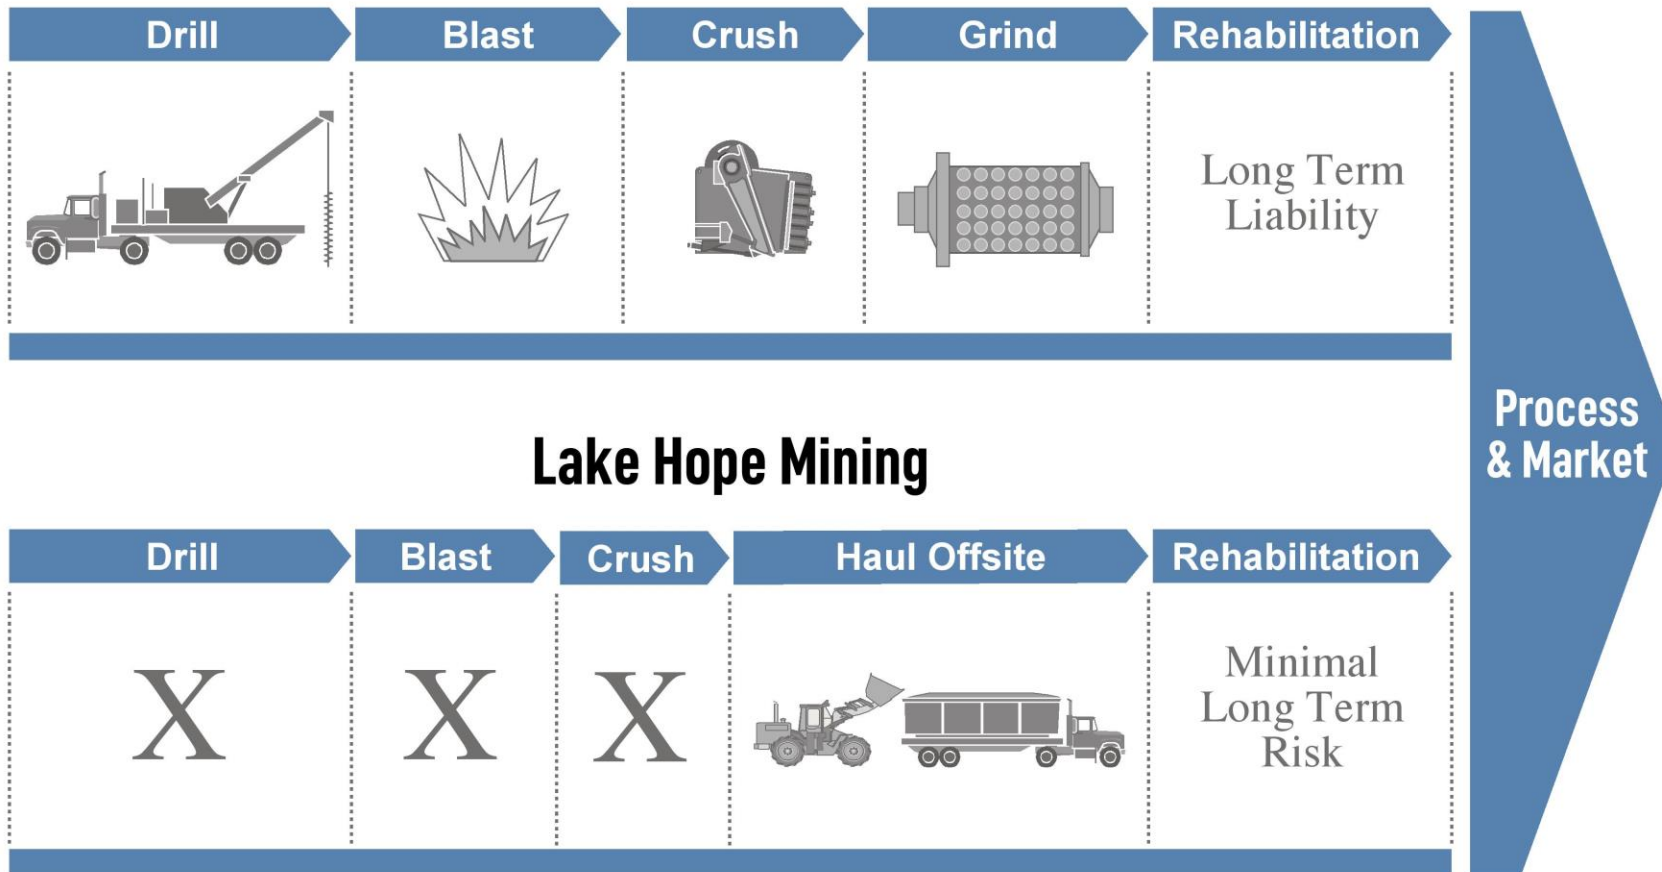 Drill
Blast
Crush
Grind
Rehabilitation
Long Term
Liability
Process
& Market
Lake Hope Mining
Drill
Blast
Crush
Haul Offsite
Rehabilitation
X
X
X
Minimal
Long Term
Risk